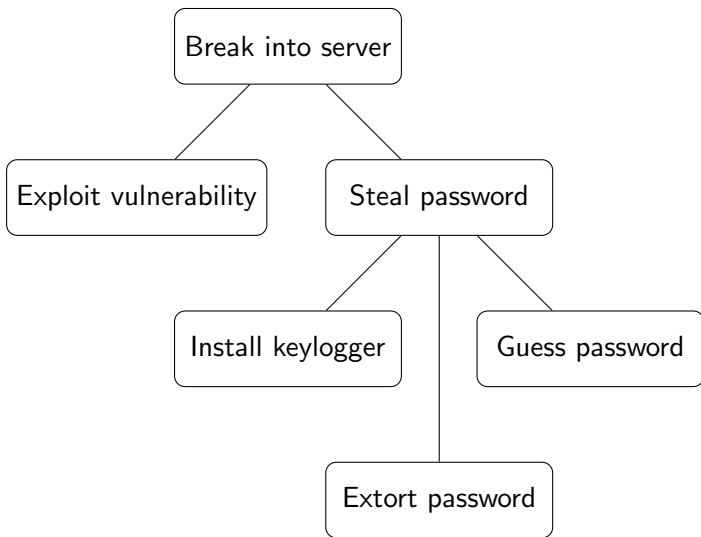 Break into server
Exploit vulnerability
Steal password
Install keylogger
Guess password
Extort password